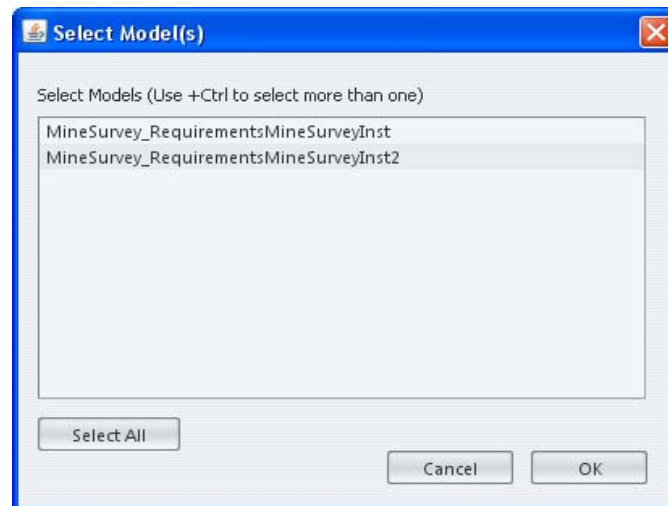 Select Model(s)
Select Models (Use +Ctrl to select more than one)
MineSurvey_RequirementsMineSurveyInst
MineSurvey_RequirementsMineSurveyInst2
Select All
Cancel OK